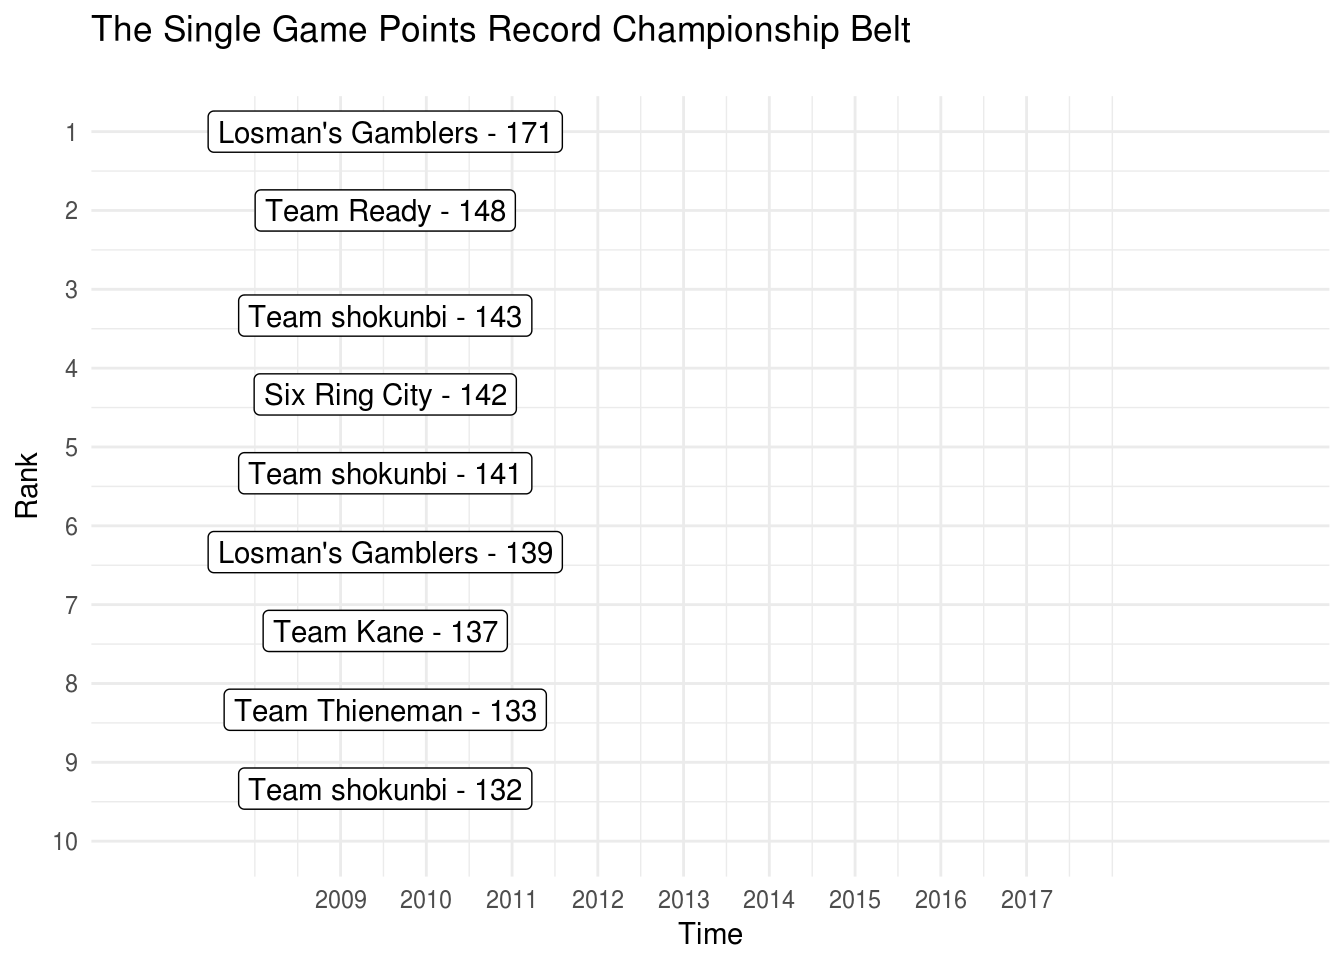 The Single Game Points Record Championship Belt
1
Losman's Gamblers - 171
2
Team Ready - 148
3
Team shokunbi - 143
4
Six Ring City - 142
5
Team shokunbi - 141
Rank
6
Losman's Gamblers - 139
7
Team Kane - 137
8
Team Thieneman - 133
9
Team shokunbi - 132
10
2009 2010 2011 2012 2013 2014 2015 2016 2017
Time